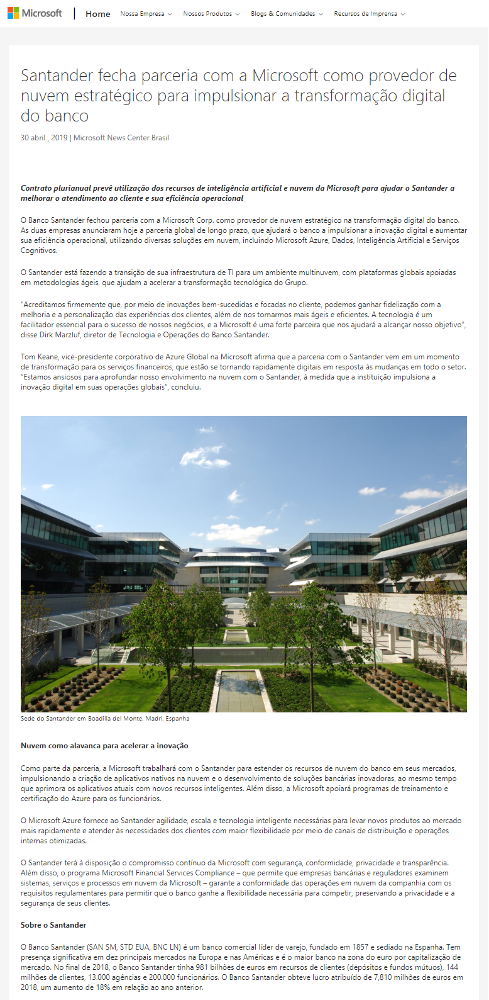 Microsoft | Home Nossa Empresa Nossos Produtos Blogs & Comunidades Recursos de Imprensa
Santander fecha parceria com a Microsoft como provedor de
nuvem estratégico para impulsionar a transformação digital
do banco
30 abril , 2019 | Microsoft News Center Brasil
Contrato plurianual prevê utilização dos recursos de inteligência artificial e nuvem da Microsoft para ajudar o Santander a
melhorar o atendimento ao cliente e sua eficiência operacional
O Banco Santander fechou parceria com a Microsoft Corp. como provedor de nuvem estratégico na transformação digital do banco.
As duas empresas anunciaram hoje a parceria global de longo prazo, que ajudará o banco a impulsionar a inovação digital e aumentar
sua eficiência operacional, utilizando diversas soluções em nuvem, incluindo Microsoft Azure, Dados, Inteligência Artificial e Serviços
Cognitivos.
O Santander está fazendo a transição de sua infraestrutura de TI para um ambiente multinuvem, com plataformas globais apoiadas
em metodologias ágeis, que ajudam a acelerar a transformação tecnológica do Grupo.
“Acreditamos firmemente que, por meio de inovações bem-sucedidas e focadas no cliente, podemos ganhar fidelização com a
melhoria e a personalização das experiências dos clientes, além de nos tornarmos mais ágeis e eficientes. A tecnologia é um
facilitador essencial para o sucesso de nossos negócios, e a Microsoft é uma forte parceira que nos ajudará a alcançar nosso objetivo”,
disse Dirk Marzluf, diretor de Tecnologia e Operações do Banco Santander.
Tom Keane, vice-presidente corporativo de Azure Global na Microsoft afirma que a parceria com o Santander vem em um momento
de transformação para os serviços financeiros, que estão se tornando rapidamente digitais em resposta às mudanças em todo o setor.
“Estamos ansiosos para aprofundar nosso envolvimento na nuvem com o Santander, à medida que a instituição impulsiona a
inovação digital em suas operações globais”, concluiu.
Sede do Santander em Boadilla del Monte, Madri, Espanha
Nuvem como alavanca para acelerar a inovação
Como parte da parceria, a Microsoft trabalhará com o Santander para estender os recursos de nuvem do banco em seus mercados,
impulsionando a criação de aplicativos nativos na nuvem e o desenvolvimento de soluções bancárias inovadoras, ao mesmo tempo
que aprimora os aplicativos atuais com novos recursos inteligentes. Além disso, a Microsoft apoiará programas de treinamento e
certificação do Azure para os funcionários.
O Microsoft Azure fornece ao Santander agilidade, escala e tecnologia inteligente necessárias para levar novos produtos ao mercado
mais rapidamente e atender às necessidades dos clientes com maior flexibilidade por meio de canais de distribuição e operações
internas otimizadas.
O Santander terá à disposição o compromisso contínuo da Microsoft com segurança, conformidade, privacidade e transparência.
Além disso, o programa Microsoft Financial Services Compliance – que permite que empresas bancárias e reguladores examinem
sistemas, serviços e processos em nuvem da Microsoft – garante a conformidade das operações em nuvem da companhia com os
requisitos regulamentares para permitir que o banco ganhe a flexibilidade necessária para competir, preservando a privacidade e a
segurança de seus clientes.
Sobre o Santander
O Banco Santander (SAN SM, STD EUA, BNC LN) é um banco comercial líder de varejo, fundado em 1857 e sediado na Espanha. Tem
presença significativa em dez principais mercados na Europa e nas Américas e é o maior banco na zona do euro por capitalização de
mercado. No final de 2018, o Banco Santander tinha 981 bilhões de euros em recursos de clientes (depósitos e fundos mútuos), 144
milhões de clientes, 13.000 agências e 200.000 funcionários. O Banco Santander obteve lucro atribuído de 7,810 milhões de euros em
2018, um aumento de 18% em relação ao ano anterior.